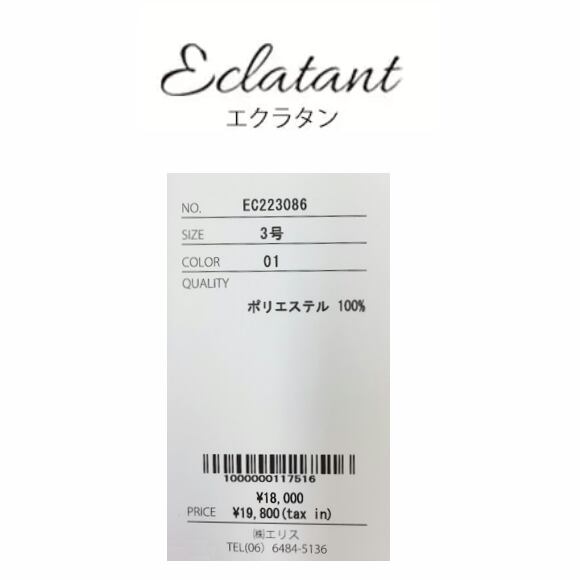 Eclatant
エクラタン
NO. EC223086
SIZE 3号
COLOR 01
QUALITY
ポリエステル 100%
1000000117516
¥18,000
PRICE ¥19,800(tax in)
㈱エリス
TEL(06) 6484-5136